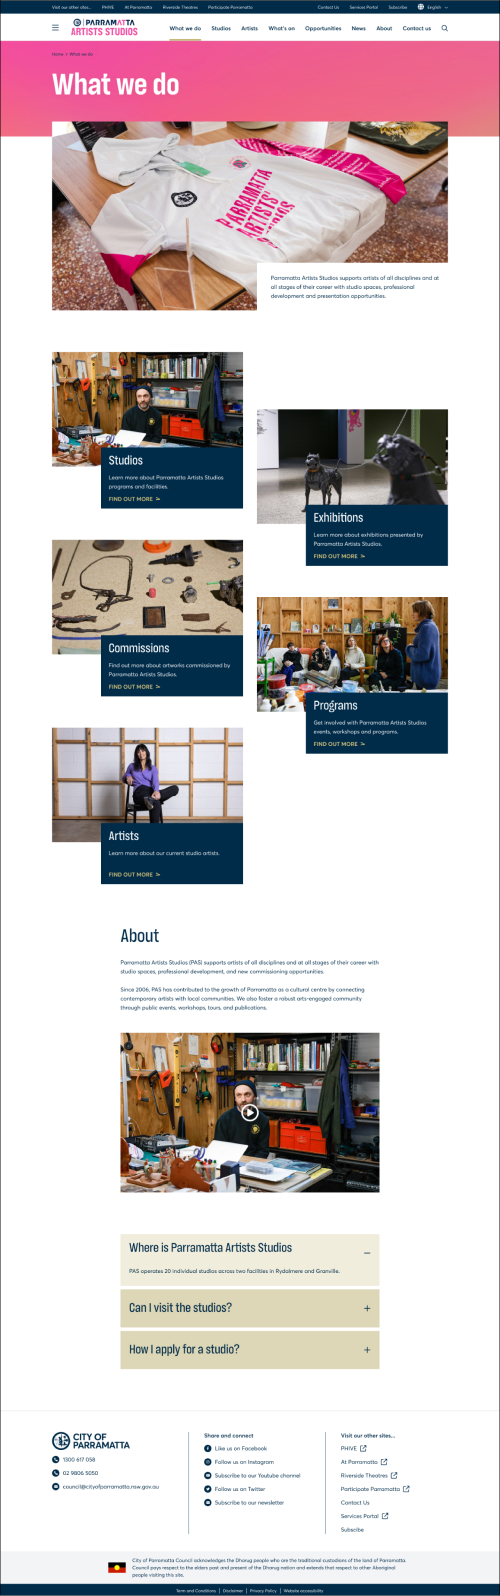 Visit our other sites... PHIVE At Parramatta Riverside Theatres Participate Parramatta Contact Us Services Portal Subscribe English
PARRAMATTA
ARTISTS STUDIOS
What we do Studios Artists What's on Opportunities News About Contact us
Home > What we do
What we do
PARRAMATTA
ARTISTS'
STUDIOS
Parramatta Artists Studios supports artists of all disciplines and at
all stages of their career with studio spaces, professional
development and presentation opportunities.
Studios
Learn more about Parramatta Artists Studios
programs and facilities.
FIND OUT MORE
Exhibitions
Learn more about exhibitions presented by
Parramatta Artists Studios.
FIND OUT MORE
Commissions
Find out more about artworks commissioned by
Parramatta Artists Studios.
FIND OUT MORE
Programs
Get involved with Parramatta Artists Studios
events, workshops and programs.
FIND OUT MORE
Artists
Learn more about our current studio artists.
FIND OUT MORE
About
Parramatta Artists Studios (PAS) supports artists of all disciplines and at all stages of their career with
studio spaces, professional development, and new commissioning opportunities.
Since 2006, PAS has contributed to the growth of Parramatta as a cultural centre by connecting
contemporary artists with local communities. We also foster a robust arts-engaged community
through public events, workshops, tours, and publications.
Where is Parramatta Artists Studios
PAS operates 20 individual studios across two facilities in Rydalmere and Granville.
Can I visit the studios?
How I apply for a studio?
CITY OF
PARRAMATTA
1300 617 058
02 9806 5050
council@cityofparramatta.nsw.gov.au
Share and connect
Like us on Facebook
Follow us on Instagram
Subscribe to our Youtube channel
Follow us on Twitter
Subscribe to our newsletter
Visit our other sites...
PHIVE
At Parramatta
Riverside Theatres
Participate Parramatta
Contact Us
Services Portal
Subscibe
City of Parramatta Council acknowledges the Dharug people who are the traditional custodians of the land of Parramatta.
Council pays respect to the elders past and present of the Dharug nation and extends that respect to other Aboriginal
people visiting this site.
Term and Conditions | Disclaimer | Privacy Policy | Website accessibility